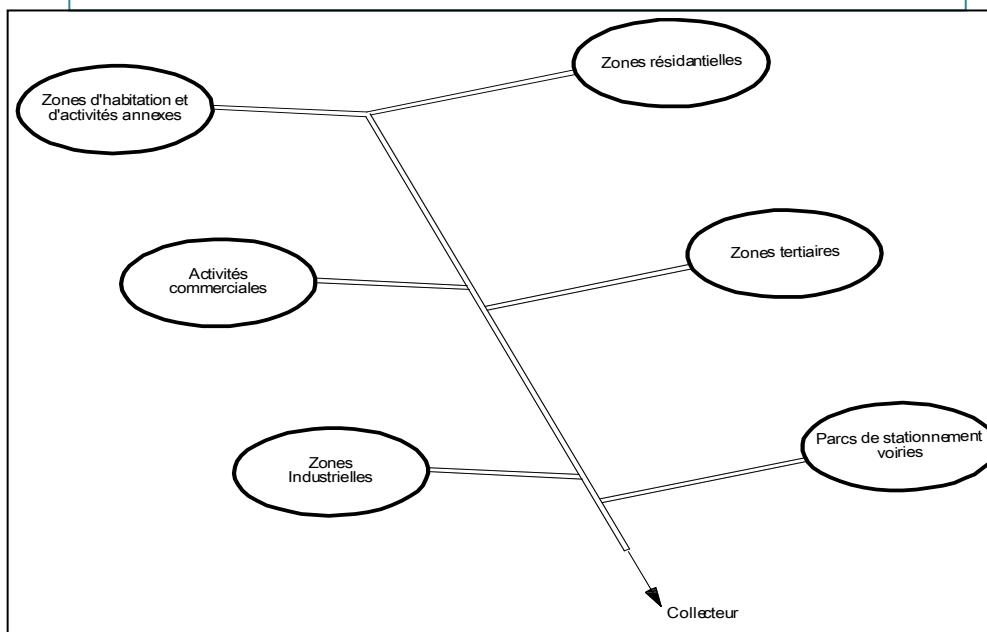 Zones résidantielles
Zones d'habitation et
d'activités annexes
Zones tertiaires
Activités
commerciales
Parcs de stationnement
voiries
Zones
Industrielles
Collecteur